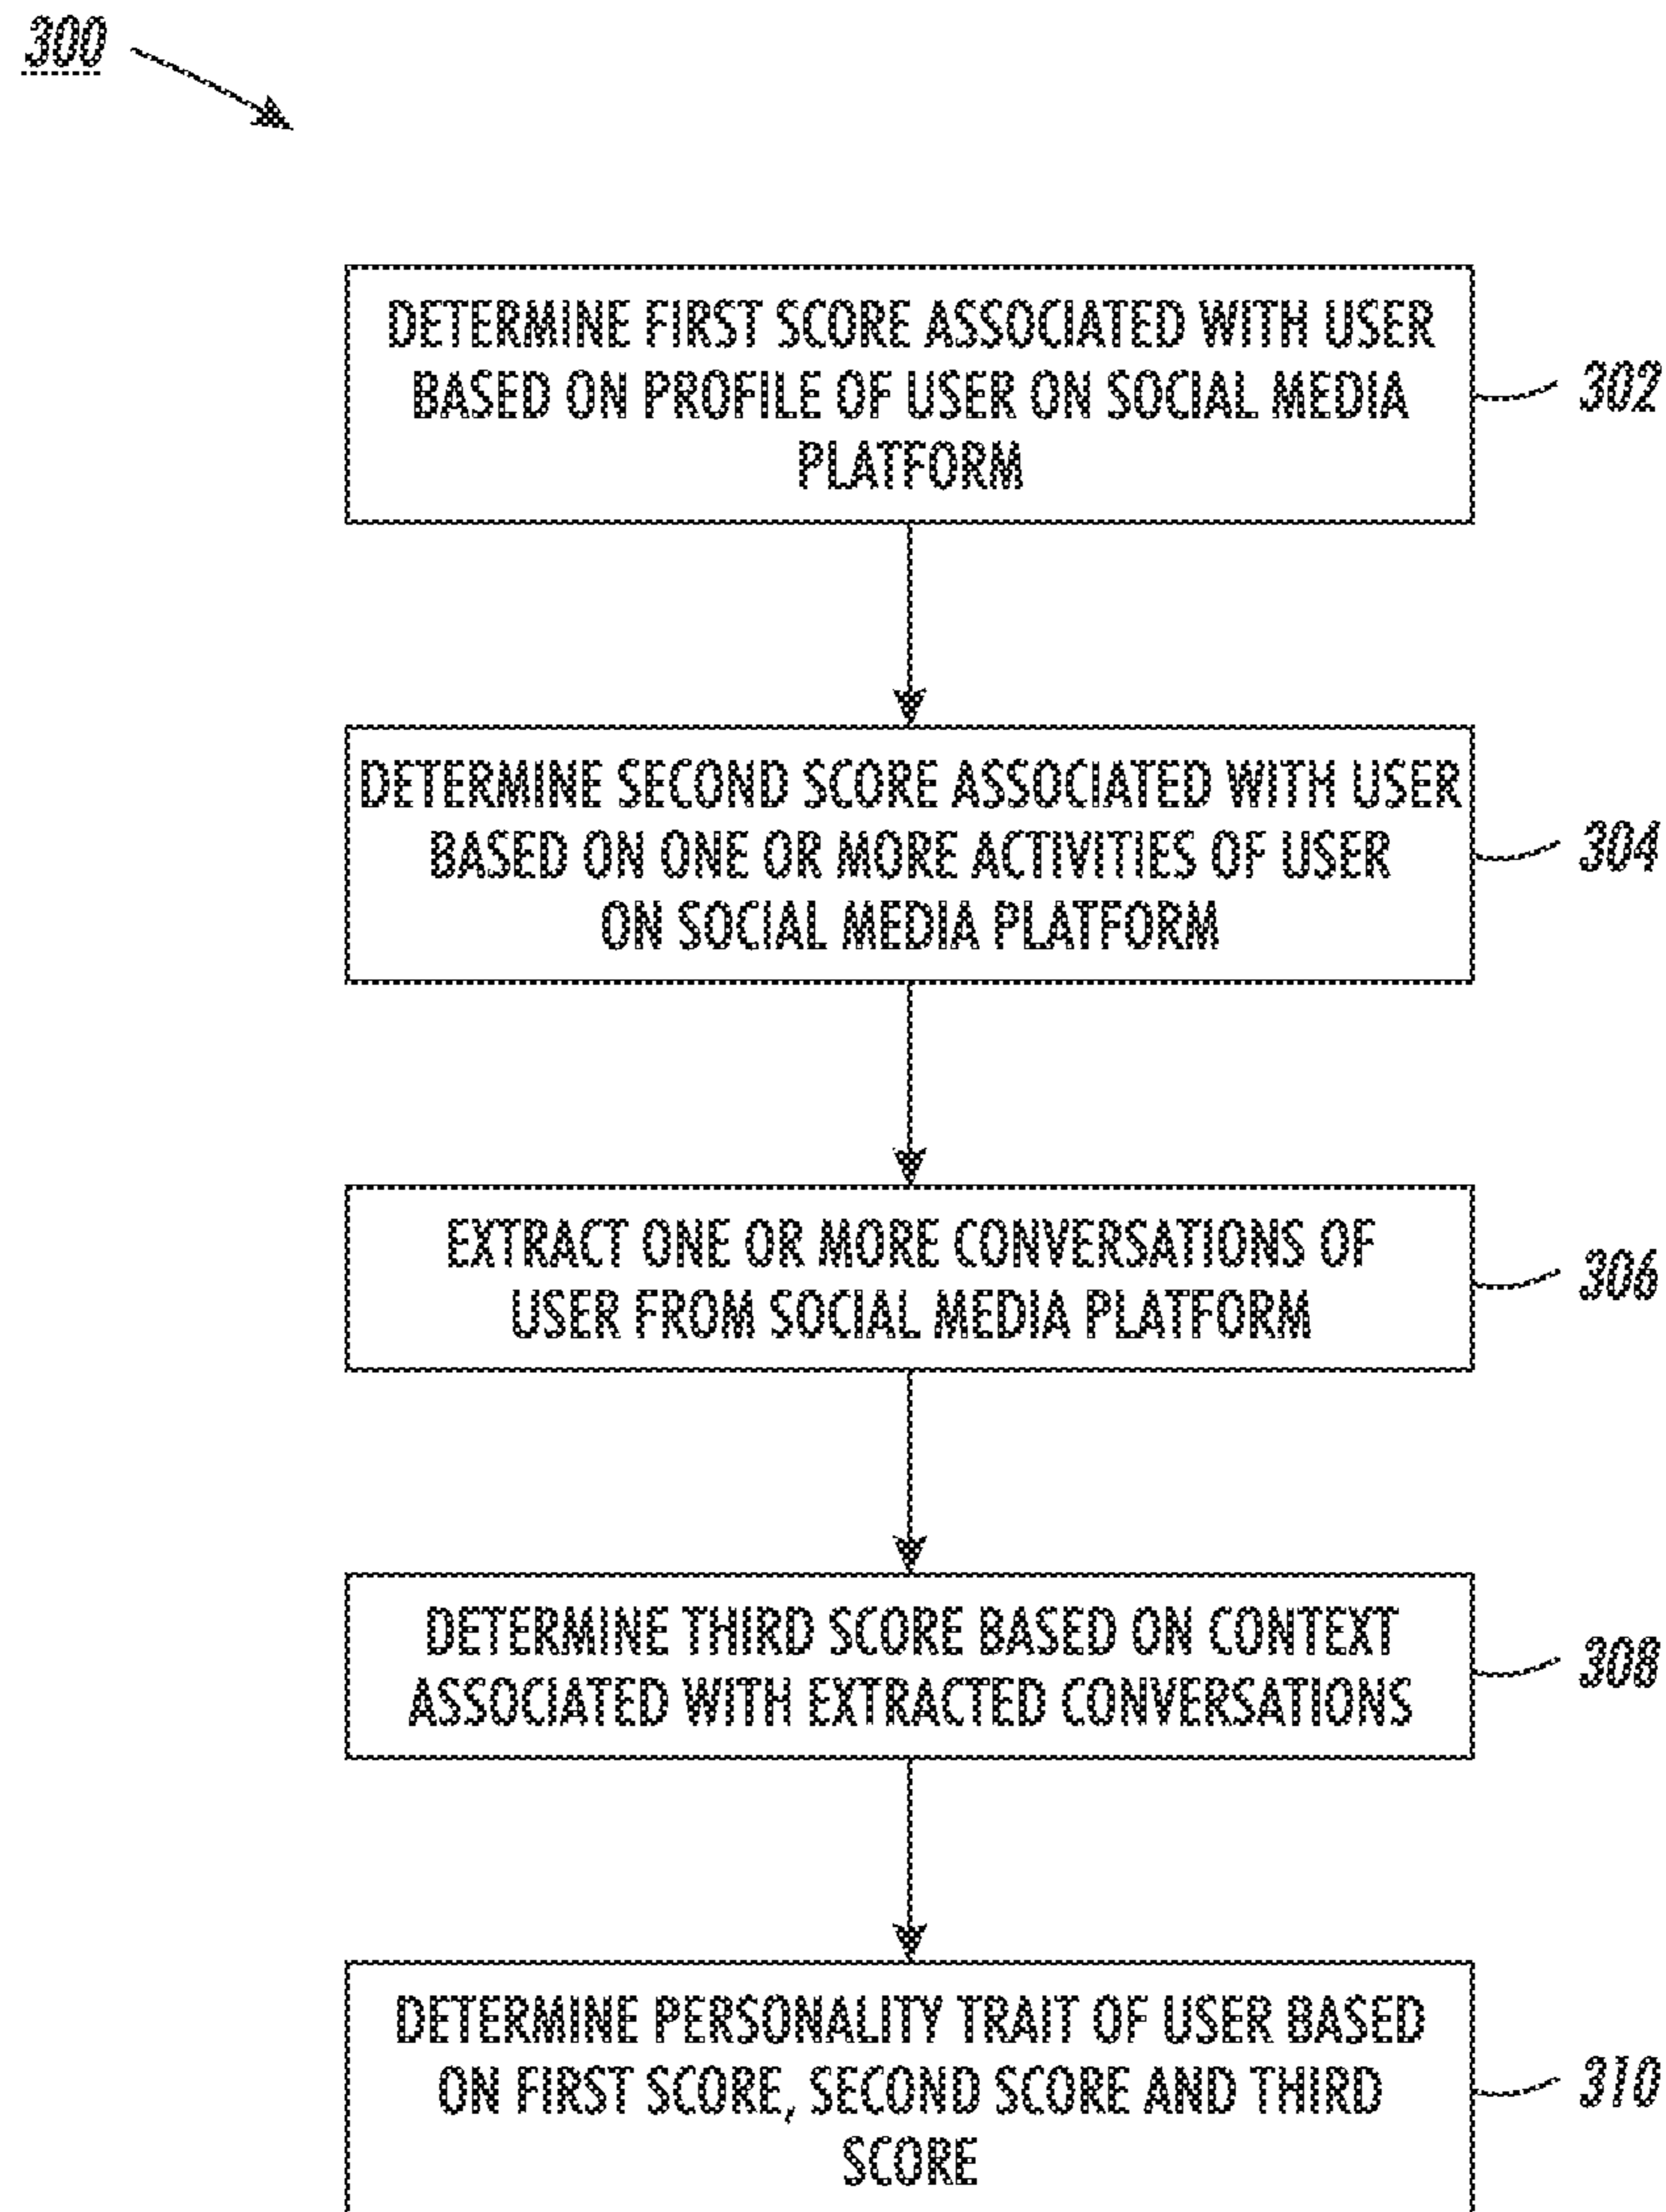 300
DETERMINE FIRST SCORE ASSOCIATED WITH USER
BASED ON PROFILE OF USER ON SOCIAL MEDIA
PLATFORM
302
DETERMINE SECOND SCORE ASSOCIATED WITH USER
BASED ON ONE OR MORE ACTIVITIES OF USER
ON SOCIAL MEDIA PLATFORM
304
EXTRACT ONE OR MORE CONVERSATIONS OF
USER FROM SOCIAL MEDIA PLATFORM
306
DETERMINE THIRD SCORE BASED ON CONTEXT
ASSOCIATED WITH EXTRACTED CONVERSATIONS
308
DETERMINE PERSONALITY TRAIT OF USER BASED
ON FIRST SCORE, SECOND SCORE AND THIRD
SCORE
310